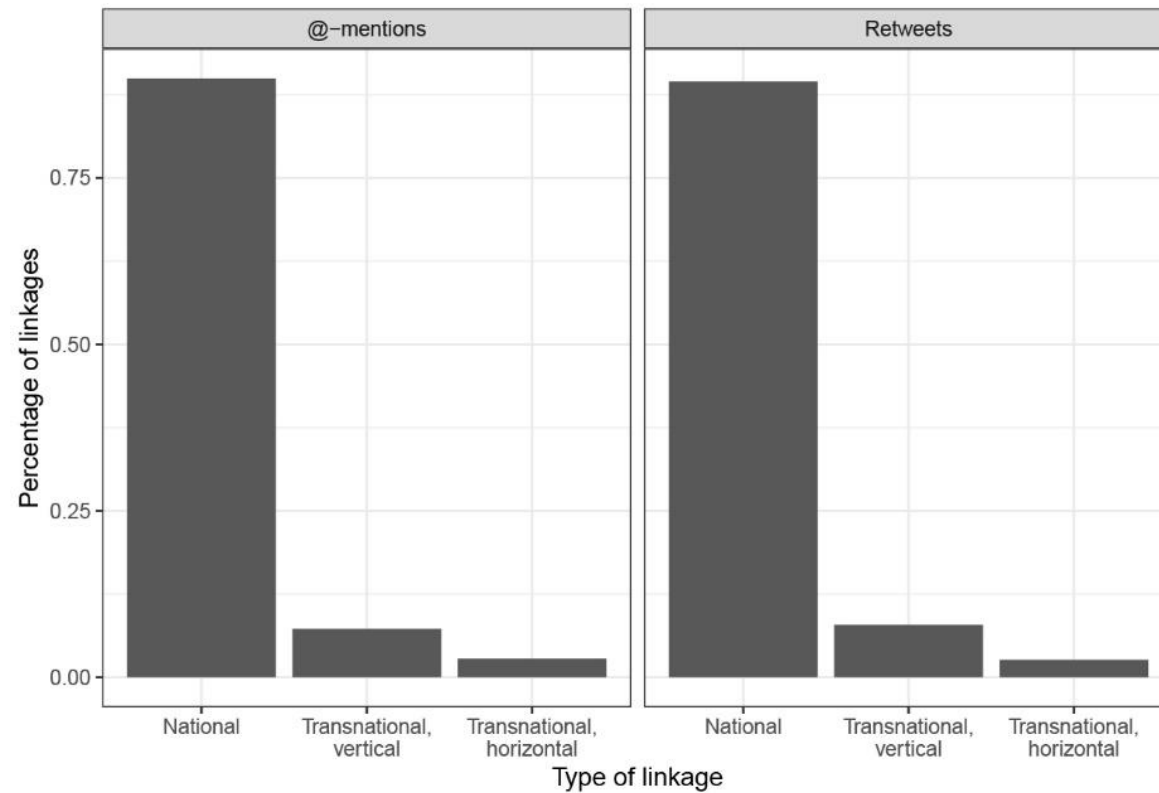 @-mentions
Retweets
Percentage of linkages
0.75
0.50
0.25
0.00
National
Transnational,
vertical
Transnational,
horizontal
National
Transnational,
vertical
Transnational,
horizontal
Type of linkage